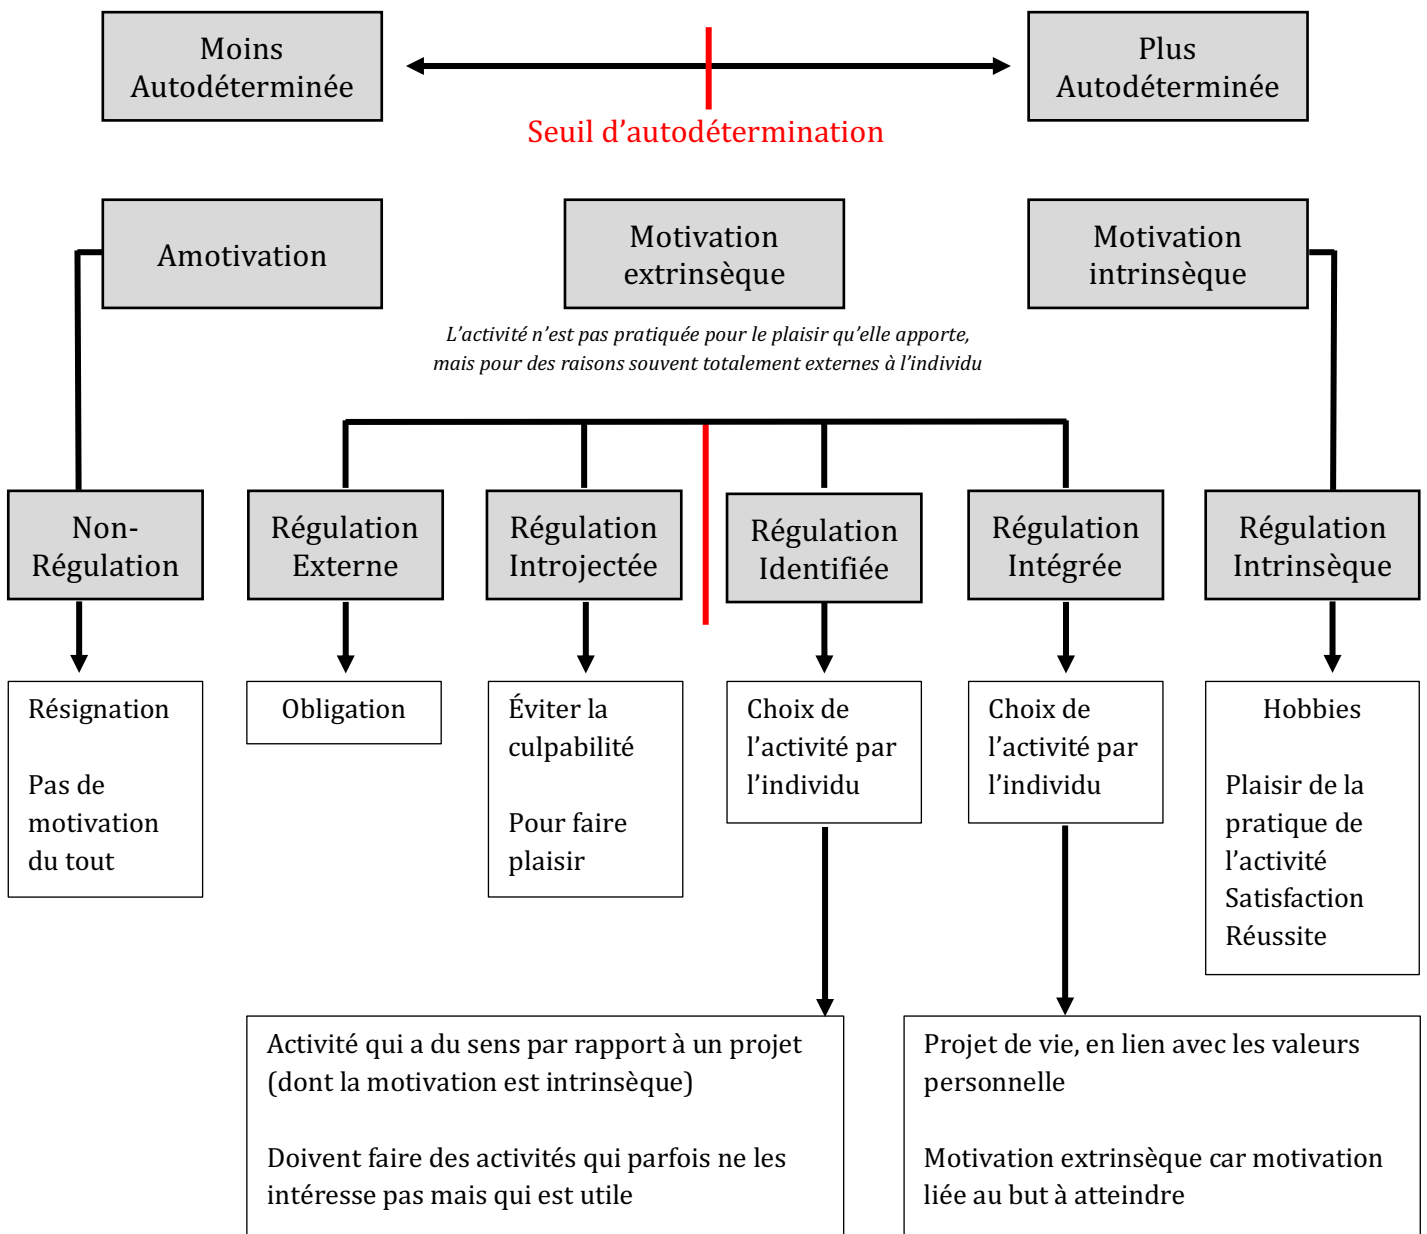 Moins
Autodéterminée
Plus
Autodéterminée
Seuil d’autodétermination
Amotivation
Motivation
extrinsèque
Motivation
intrinsèque
L’activité n’est pas pratiquée pour le plaisir qu’elle apporte,
mais pour des raisons souvent totalement externes à l’individu
Non-
Régulation
Régulation
Externe
Régulation
Introjectée
Régulation
Identifiée
Régulation
Intégrée
Régulation
Intrinsèque
Résignation
Pas de
motivation
du tout
Obligation
Éviter la
culpabilité
Pour faire
plaisir
Choix de
l’activité par
l’individu
Choix de
l’activité par
l’individu
Hobbies
Plaisir de la
pratique de
l’activité
Satisfaction
Réussite
Activité qui a du sens par rapport à un projet
(dont la motivation est intrinsèque)
Doivent faire des activités qui parfois ne les
intéresse pas mais qui est utile
Projet de vie, en lien avec les valeurs
personnelle
Motivation extrinsèque car motivation
liée au but à atteindre